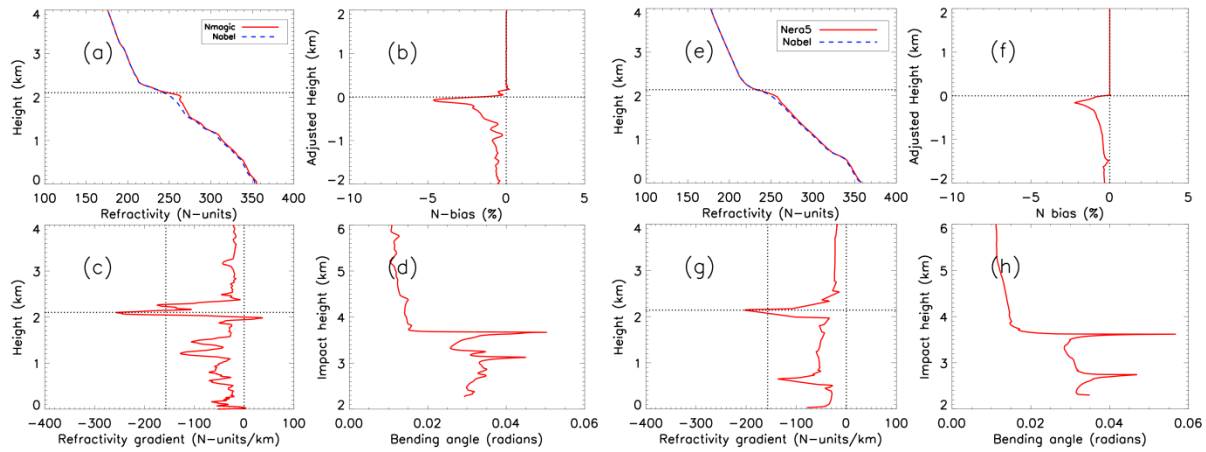 (a)
Nmagic
Nabel
Height (km)
4
3
2
1
0
100 150 200 250 300 350 400
Refractivity (N-units)
(b)
Adjusted Height (km)
2
1
0
-1
-2
-10 -5 0 5
N-bias (%)
(e)
Nera5
Nabel
Height (km)
4
3
2
1
0
100 150 200 250 300 350 400
Refractivity (N-units)
(f)
Adjusted Height (km)
2
1
0
-1
-2
-10 -5 0 5
N bias (%)
(c)
Height (km)
4
3
2
1
0
-400 -300 -200 -100 0 100
Refractivity gradient (N-units/km)
(d)
Impact height (km)
6
5
4
3
2
0.00 0.02 0.04 0.06
Bending angle (radians)
(g)
Height (km)
4
3
2
1
0
-400 -300 -200 -100 0 100
Refractivity gradient (N-units/km)
(h)
Impact height (km)
6
5
4
3
2
0.00 0.02 0.04 0.06
Bending angle (radians)